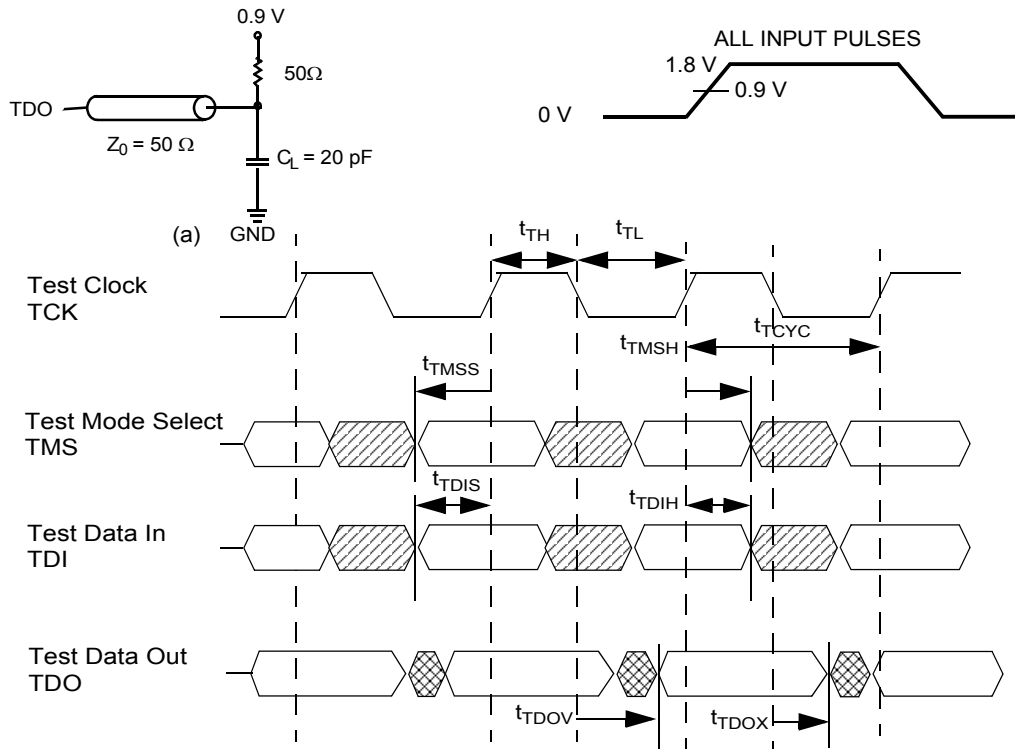 0.9 V
50Ω
TDO
Z0 = 50 Ω
CL = 20 pF
(a)
GND
ALL INPUT PULSES
1.8 V
0.9 V
0 V
tTH
tTL
Test Clock
TCK
tTMSH
tTCYC
tTMSS
Test Mode Select
TMS
tTDIS
tTDIH
Test Data In
TDI
Test Data Out
TDO
tTDOV
tTDOX